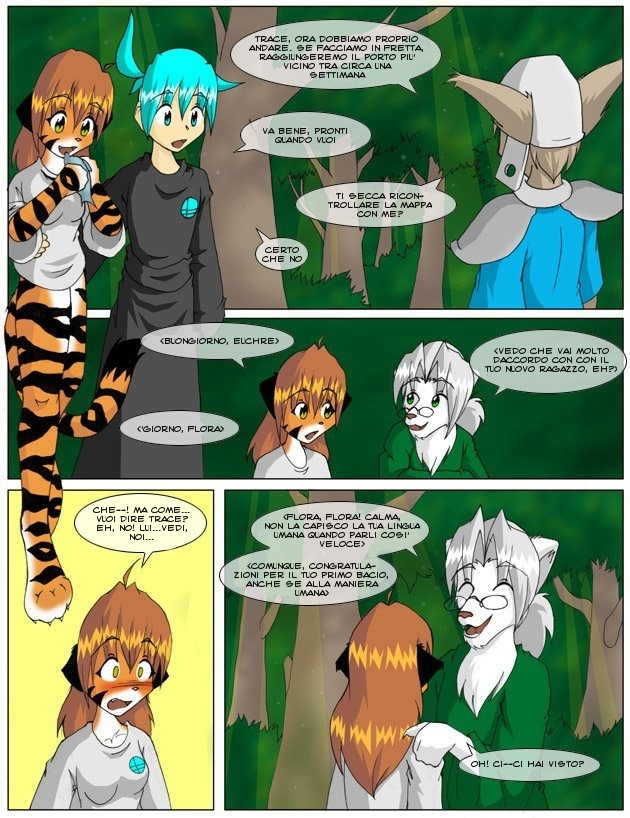 TRACE, ORA DOBBIAMO PROPRIO
ANDARE. SE FACCIAMO IN FRETTA,
RAGGIUNGEREMO IL PORTO PIU'
VICINO TRA CIRCA UNA
SETTIMANA
VA BENE, PRONTI
QUANDO VUOI
TI SECCA RICON-
TROLLARE LA MAPPA
CON ME?
CERTO
CHE NO
<BUONGIORNO, ELCHRE>
<VEDO CHE VAI MOLTO
DACCORDO CON CON IL
TUO NUOVO RAGAZZO, EH?>
<'GIORNO, FLORA>
CHE--! MA COME...
VUOI DIRE TRACE?
EH, NO! LUI...VEDI,
NOI...
<FLORA, FLORA! CALMA,
NON LA CAPISCO LA TUA LINGUA
UMANA QUANDO PARLI COSI'
VELOCE>
<COMUNQUE, CONGRATULA-
ZIONI PER IL TUO PRIMO BACIO,
ANCHE SE ALLA MANIERA
UMANA>
OH! CI--CI HAI VISTO?